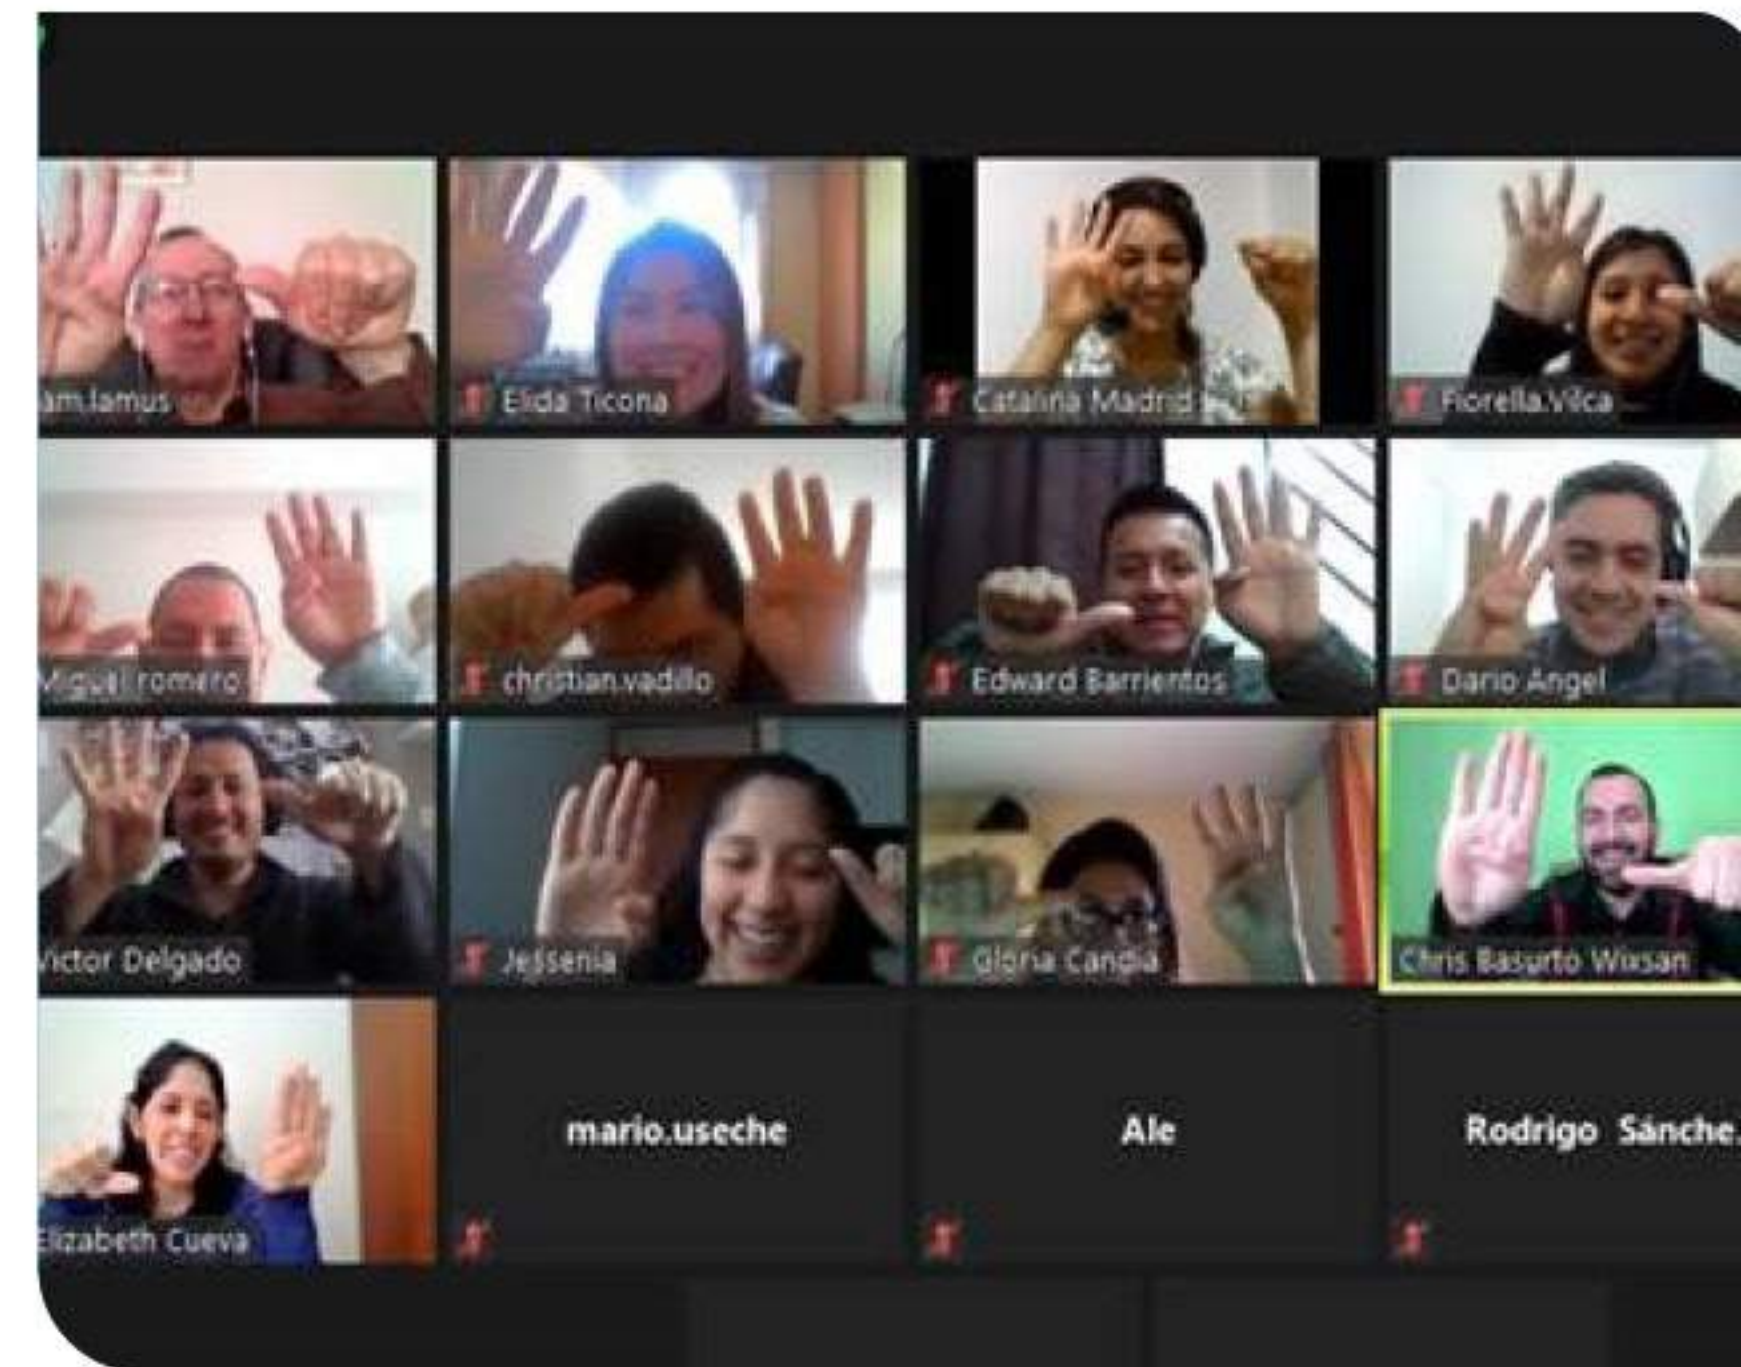 am.lamus
Elida Ticona
Catalina Madrid
Fiorella.Vilca
Miguel romero
christian.vadillo
Edward Barrientos
Dario Angel
Victor Delgado
Jessenia
Gloria Candia
Chris Basurto Wixsan
Elizabeth Cueva
mario.useche
Ale
Rodrigo Sánche.